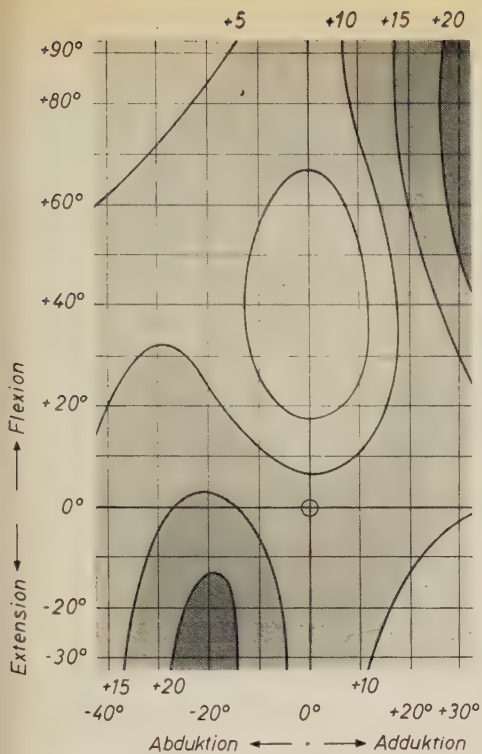 +5 +10 +15 +20
+90°
+80°
+60°
+40°
+20°
0°
-20°
-30°
Extension ← → Flexion
+15 +20 +10
-40° -20° 0° +20° +30°
Abduktion ← • → Adduktion